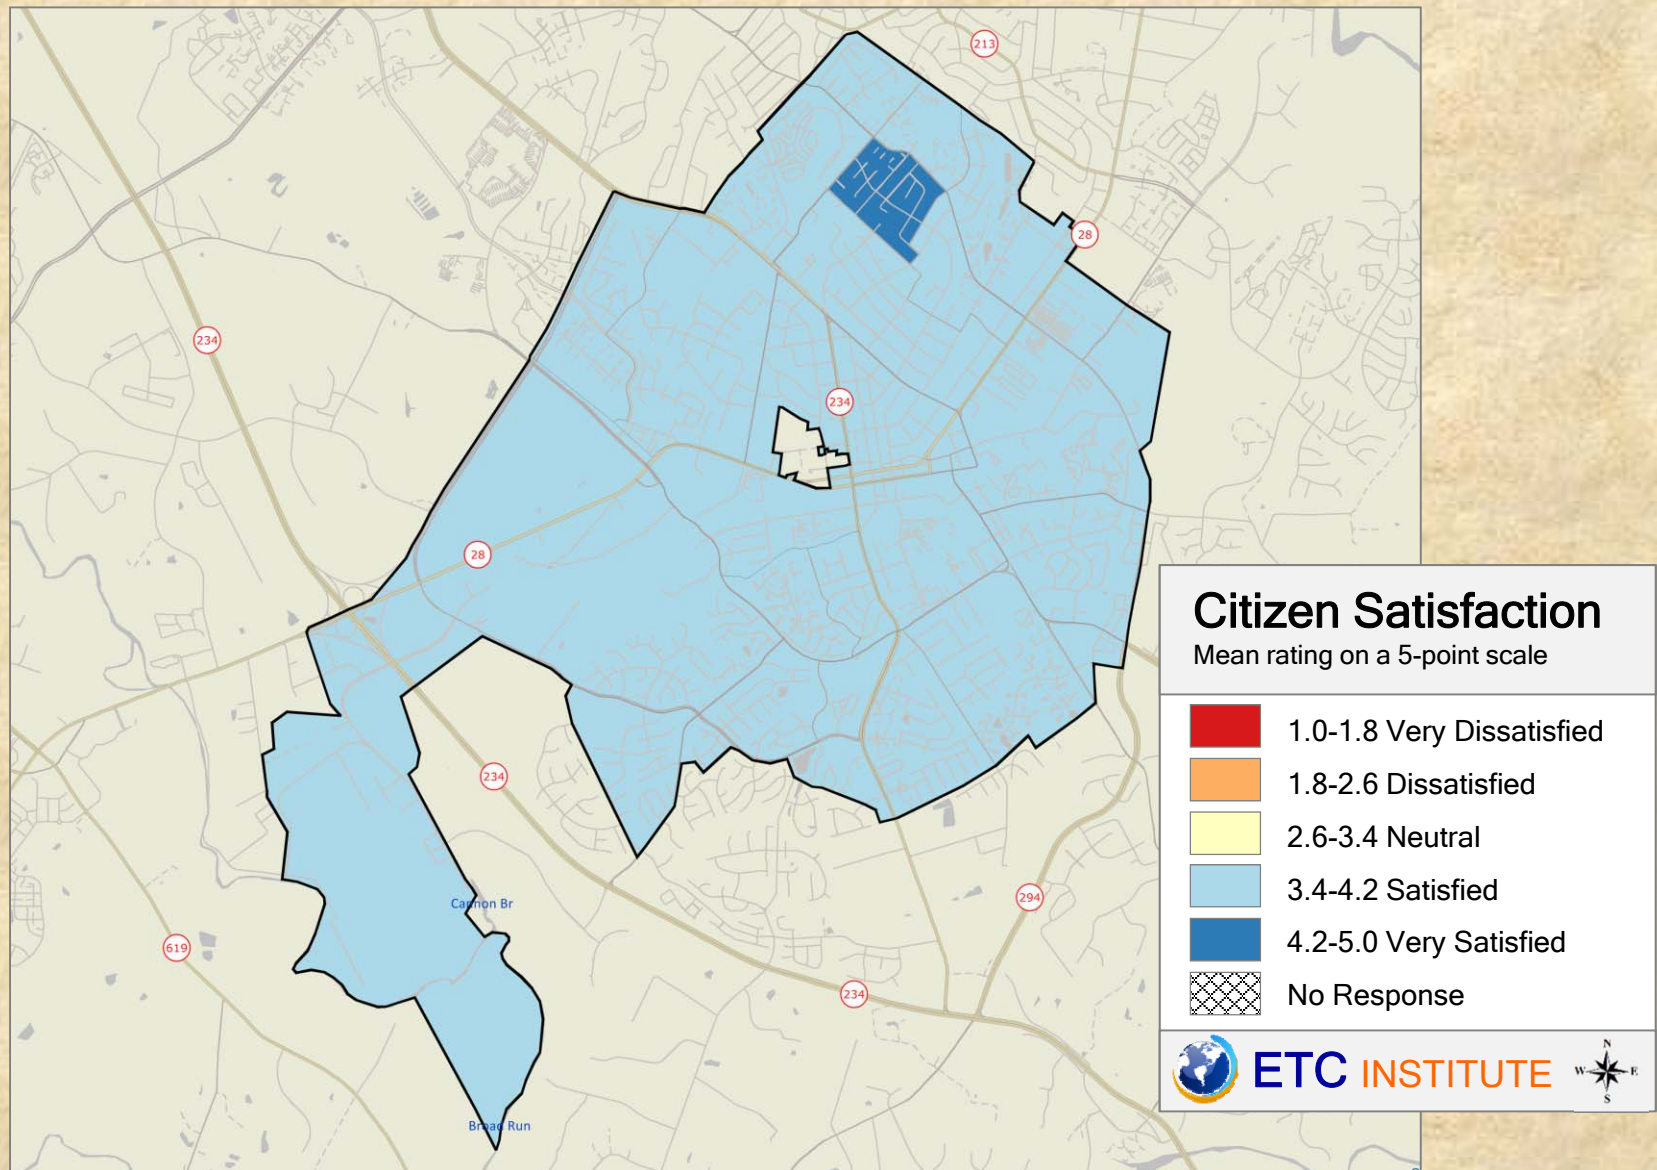 213
28
234
234
28
234
Cannon Br
294
619
234
Broad Run
Citizen Satisfaction
Mean rating on a 5-point scale
1.0-1.8 Very Dissatisfied
1.8-2.6 Dissatisfied
2.6-3.4 Neutral
3.4-4.2 Satisfied
4.2-5.0 Very Satisfied
No Response
ETC INSTITUTE
N
W E
S